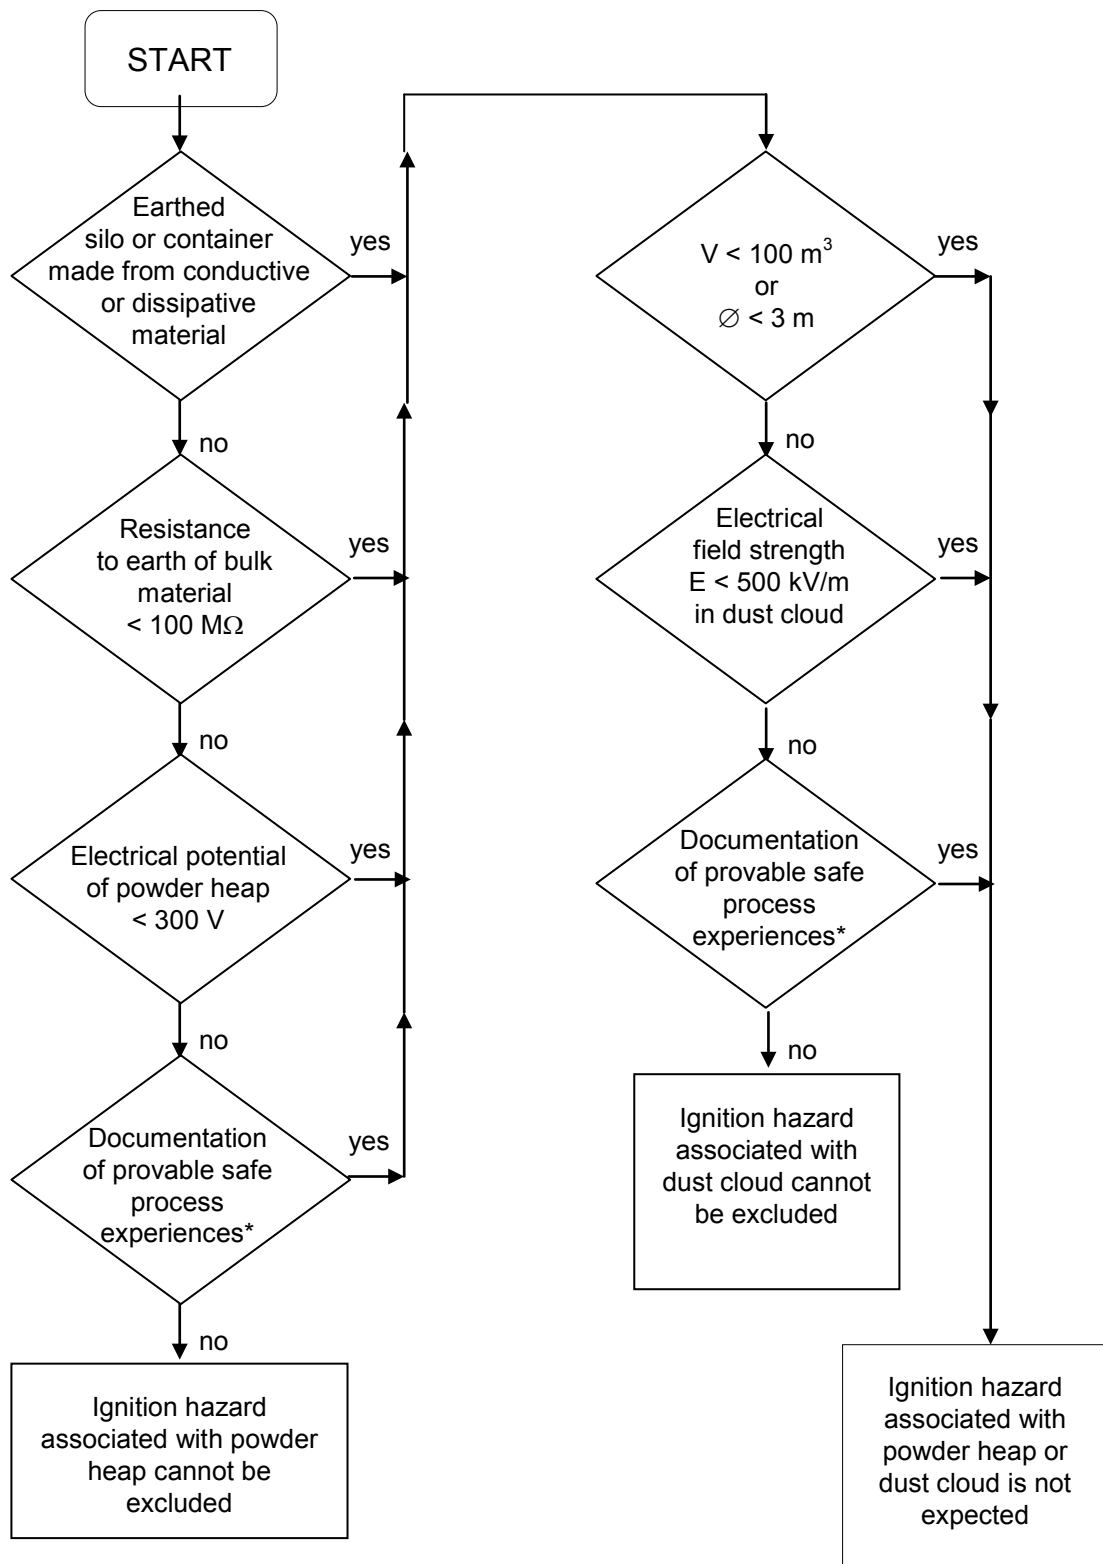 START
Earthed
silo or container
made from conductive
or dissipative
material
yes
no
Resistance
to earth of bulk
material
< 100 MΩ
yes
no
Electrical potential
of powder heap
< 300 V
yes
no
Documentation
of provable safe
process
experiences*
yes
no
Ignition hazard
associated with powder
heap cannot be
excluded
V < 100 m³
or
∅ < 3 m
yes
no
Electrical
field strength
E < 500 kV/m
in dust cloud
yes
no
Documentation
of provable safe
process
experiences*
yes
no
Ignition hazard
associated with
dust cloud cannot
be excluded
Ignition hazard
associated with
powder heap or
dust cloud is not
expected